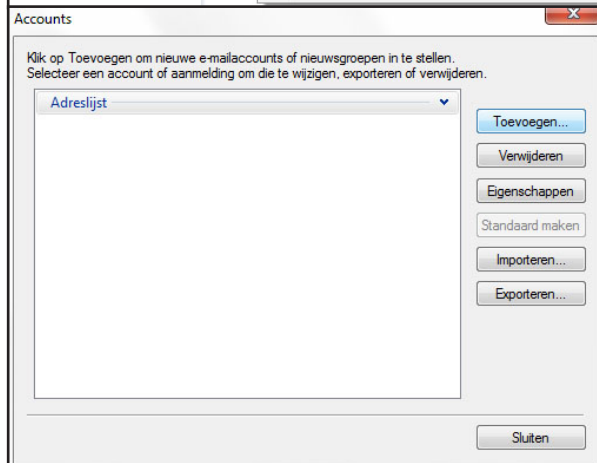 Accounts
Klik op Toevoegen om nieuwe e-mailaccounts of nieuwsgroepen in te stellen.
Selecteer een account of aanmelding om die te wijzigen, exporteren of verwijderen.
Adreslijst
Toevoegen...
Verwijderen
Eigenschappen
Standaard maken
Importeren...
Exporteren...
Sluiten